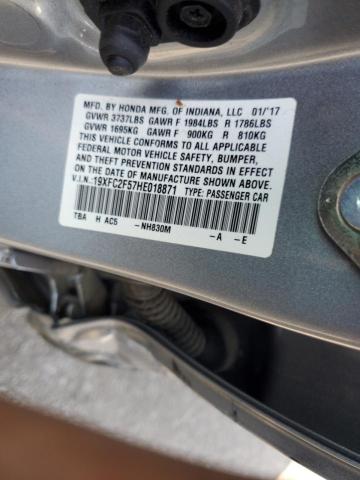 MFD. BY HONDA MFG. OF INDIANA, LLC 01/'17
GVWR 3737LBS GAWR F 1984LBS R 1786LBS
GVWR 1695KG GAWR F 900KG R 810KG
THIS VEHICLE CONFORMS TO ALL APPLICABLE
FEDERAL MOTOR VEHICLE SAFETY, BUMPER,
AND THEFT PREVENTION STANDARDS IN EFFECT
ON THE DATE OF MANUFACTURE SHOWN ABOVE.
V.I.N.: 19XFC2F57HE018871 TYPE: PASSENGER CAR
TBA H AC5 -NH830M -A -E